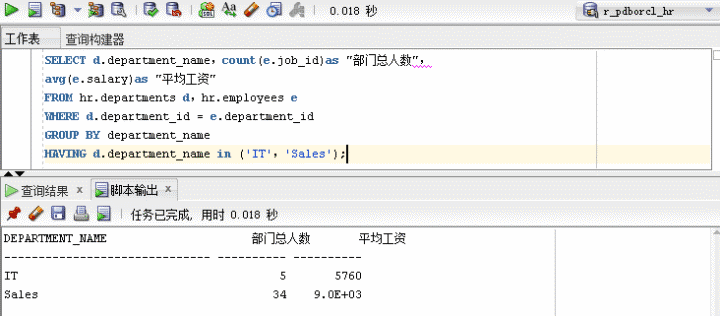 0.018 秒
r_pdborcl_hr
工作表 查询构建器
SELECT d.department_name，count(e.job_id)as "部门总人数"，
avg(e.salary)as "平均工资"
FROM hr.departments d，hr.employees e
WHERE d.department_id = e.department_id
GROUP BY department_name
HAVING d.department_name in ('IT'，'Sales');
查询结果 × 脚本输出 ×
任务已完成, 用时 0.018 秒
DEPARTMENT_NAME 部门总人数 平均工资
------------------------------ ---------- ----------
IT 5 5760
Sales 34 9.0E+03